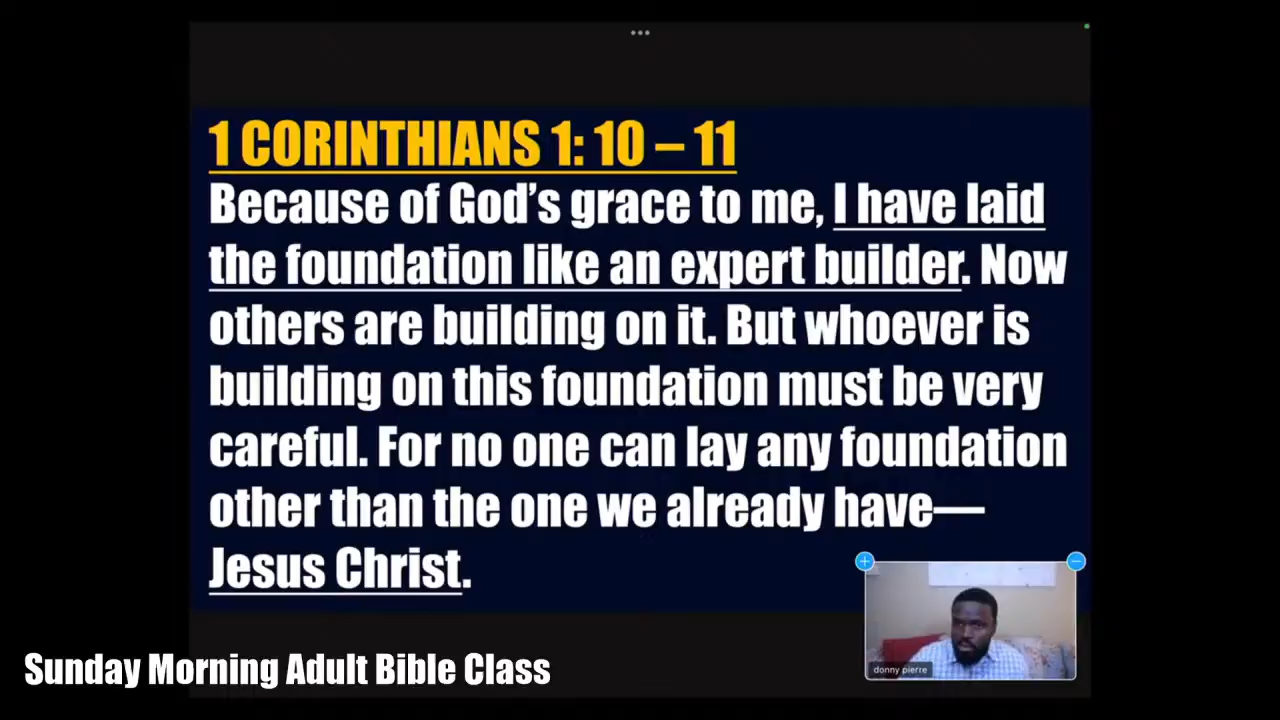 1 CORINTHIANS 1: 10 – 11
Because of God’s grace to me, I have laid
the foundation like an expert builder. Now
others are building on it. But whoever is
building on this foundation must be very
careful. For no one can lay any foundation
other than the one we already have—
Jesus Christ.
donny pierre
Sunday Morning Adult Bible Class